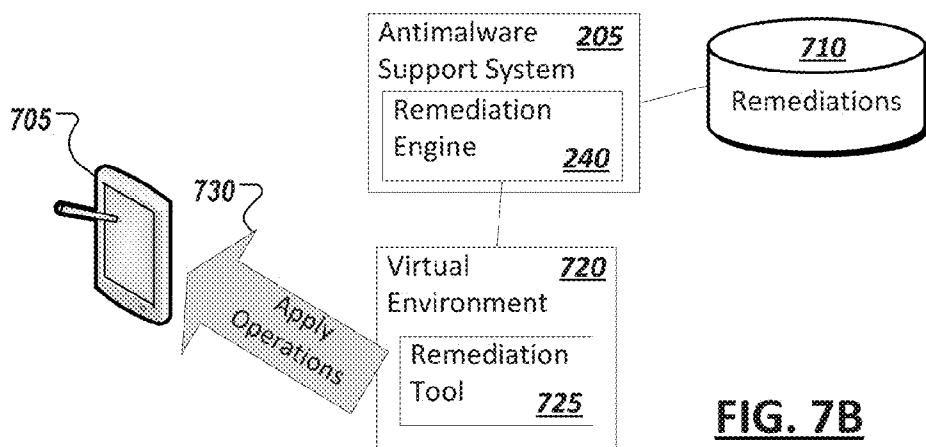 Antimalware 205
Support System
710
Remediations
Remediation
Engine 240
705
730
Virtual 720
Environment
Apply
Operations
Remediation
Tool 725
FIG. 7B